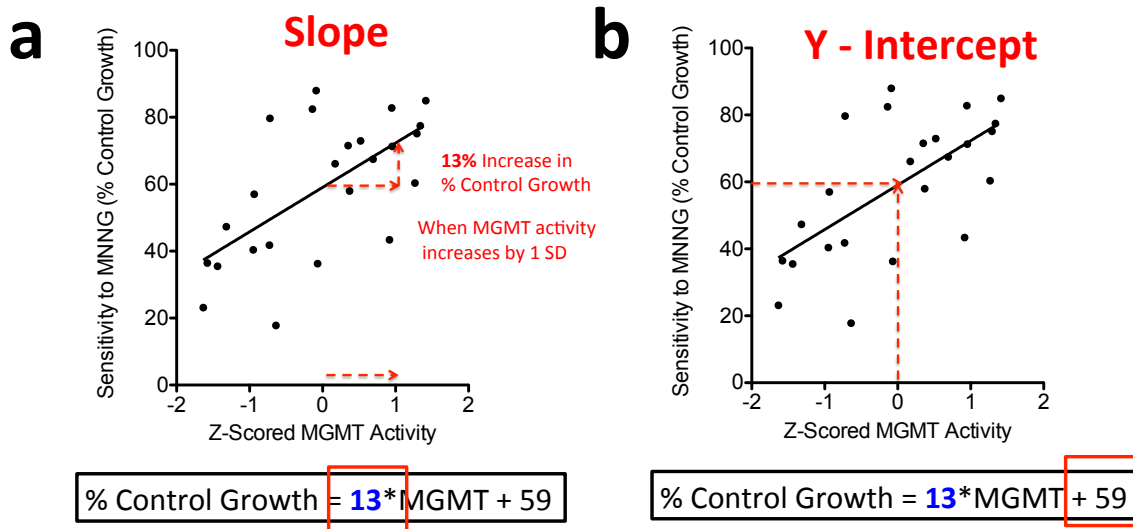 a
Slope
Sensitivity to MNNG (% Control Growth)
100
80
60
40
20
0
13% Increase in
% Control Growth
When MGMT activity
increases by 1 SD
-2
-1
0
1
2
Z-Scored MGMT Activity
% Control Growth = 13*MGMT + 59
b
Y - Intercept
Sensitivity to MNNG (% Control Growth)
100
80
60
40
20
0
-2
-1
0
1
2
Z-Scored MGMT Activity
% Control Growth = 13*MGMT + 59